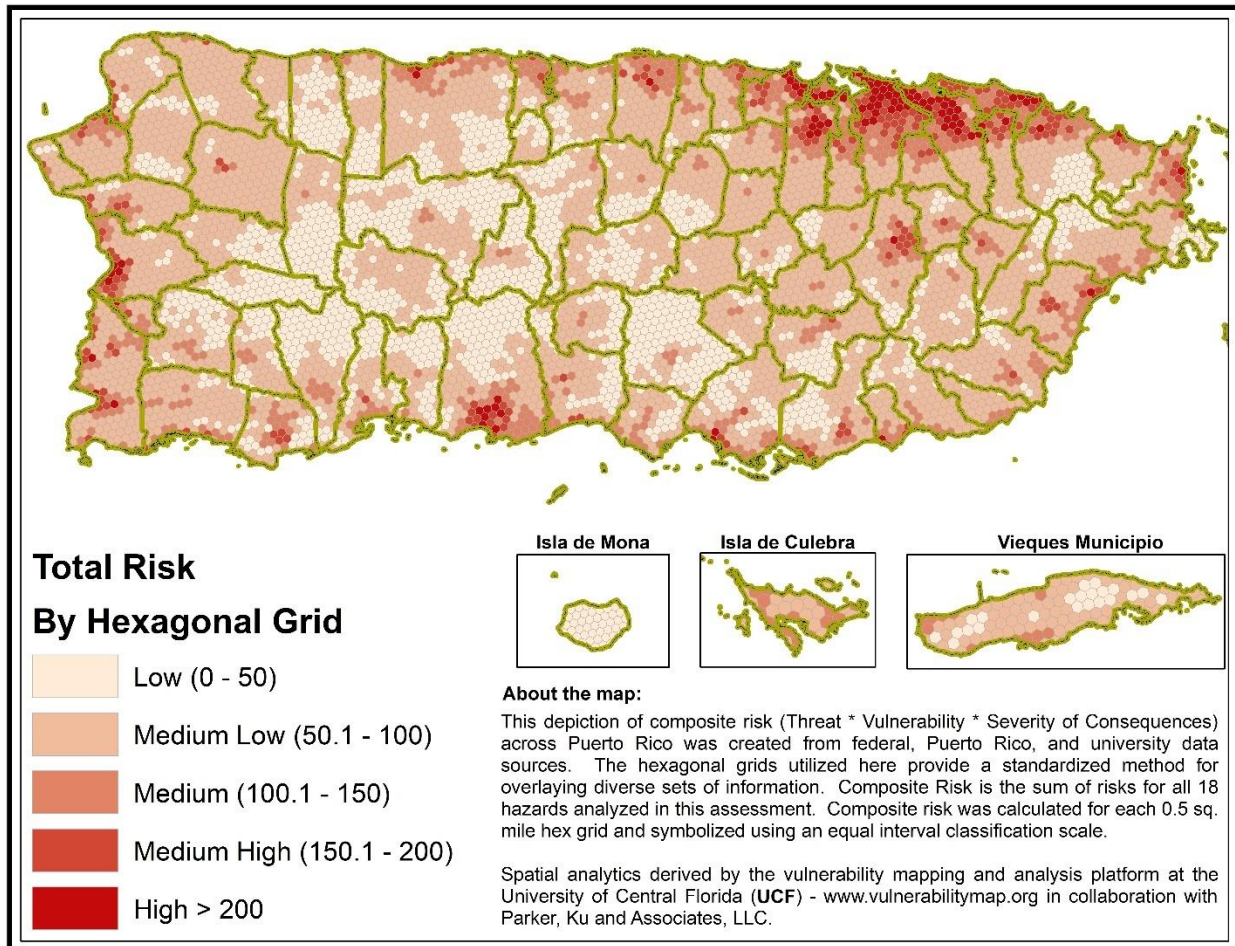 Isla de Mona
Isla de Culebra
Vieques Municipio
Total Risk
By Hexagonal Grid
Low (0 - 50)
Medium Low (50.1 - 100)
Medium (100.1 - 150)
Medium High (150.1 - 200)
High > 200
About the map:
This depiction of composite risk (Threat * Vulnerability * Severity of Consequences)
across Puerto Rico was created from federal, Puerto Rico, and university data
sources. The hexagonal grids utilized here provide a standardized method for
overlaying diverse sets of information. Composite Risk is the sum of risks for all 18
hazards analyzed in this assessment. Composite risk was calculated for each 0.5 sq.
mile hex grid and symbolized using an equal interval classification scale.
Spatial analytics derived by the vulnerability mapping and analysis platform at the
University of Central Florida (UCF) - www.vulnerabilitymap.org in collaboration with
Parker, Ku and Associates, LLC.